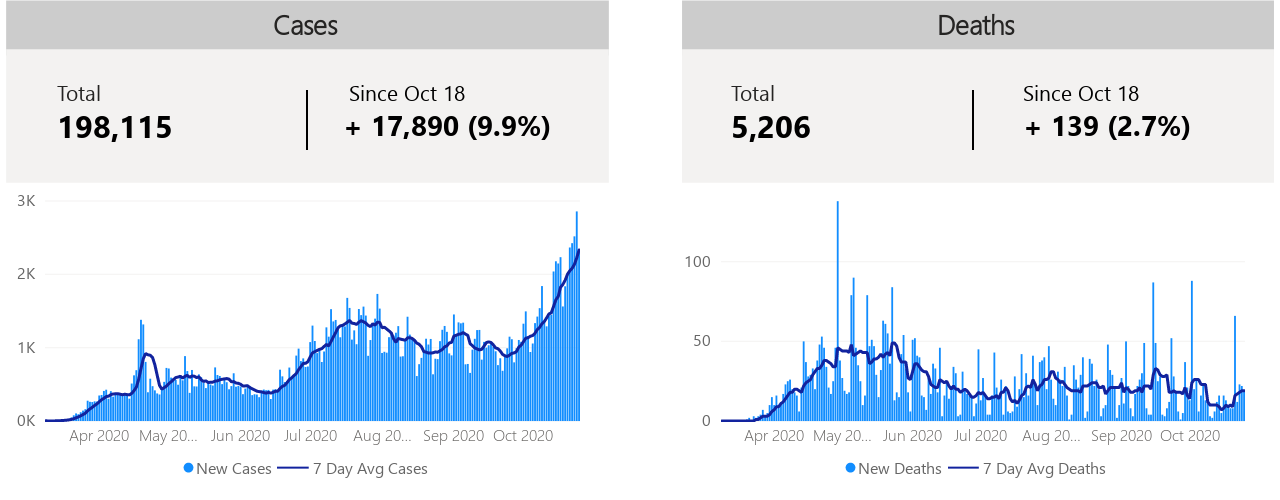 Cases
Total
198,115
Since Oct 18
+ 17,890 (9.9%)
3K
2K
1K
0K
Apr 2020 May 20... Jun 2020 Jul 2020 Aug 20... Sep 2020 Oct 2020
New Cases 7 Day Avg Cases
Deaths
Total
5,206
Since Oct 18
+ 139 (2.7%)
100
50
0
Apr 2020 May 20... Jun 2020 Jul 2020 Aug 20... Sep 2020 Oct 2020
New Deaths 7 Day Avg Deaths